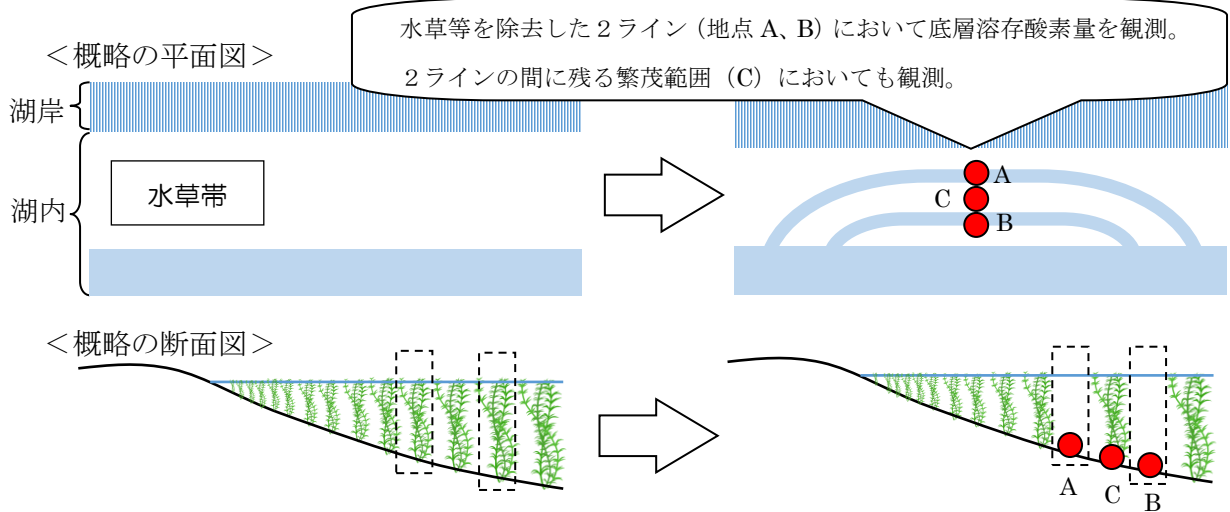 水草等を除去した２ライン（地点 A、B）において底層溶存酸素量を観測。
２ラインの間に残る繁茂範囲（C）においても観測。
＜概略の平面図＞
湖岸
湖内
水草帯
A
C
B
＜概略の断面図＞
A
C
B